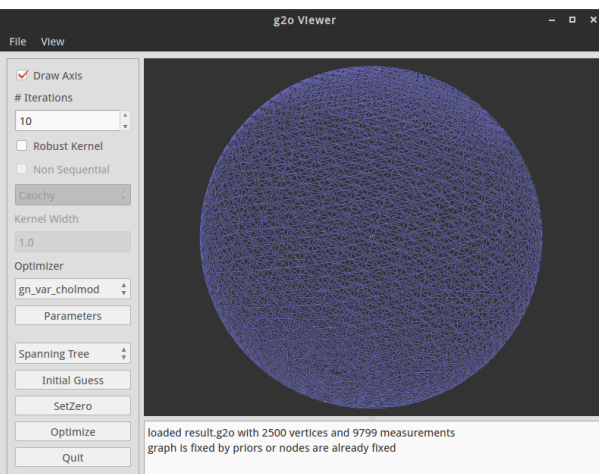 g2o Viewer
File View
Draw Axis
# Iterations
10
Robust Kernel
Non Sequential
Cauchy
Kernel Width
1.0
Optimizer
gn_var_cholmod
Parameters
Spanning Tree
Initial Guess
SetZero
Optimize
Quit
loaded result.g2o with 2500 vertices and 9799 measurements
graph is fixed by priors or nodes are already fixed